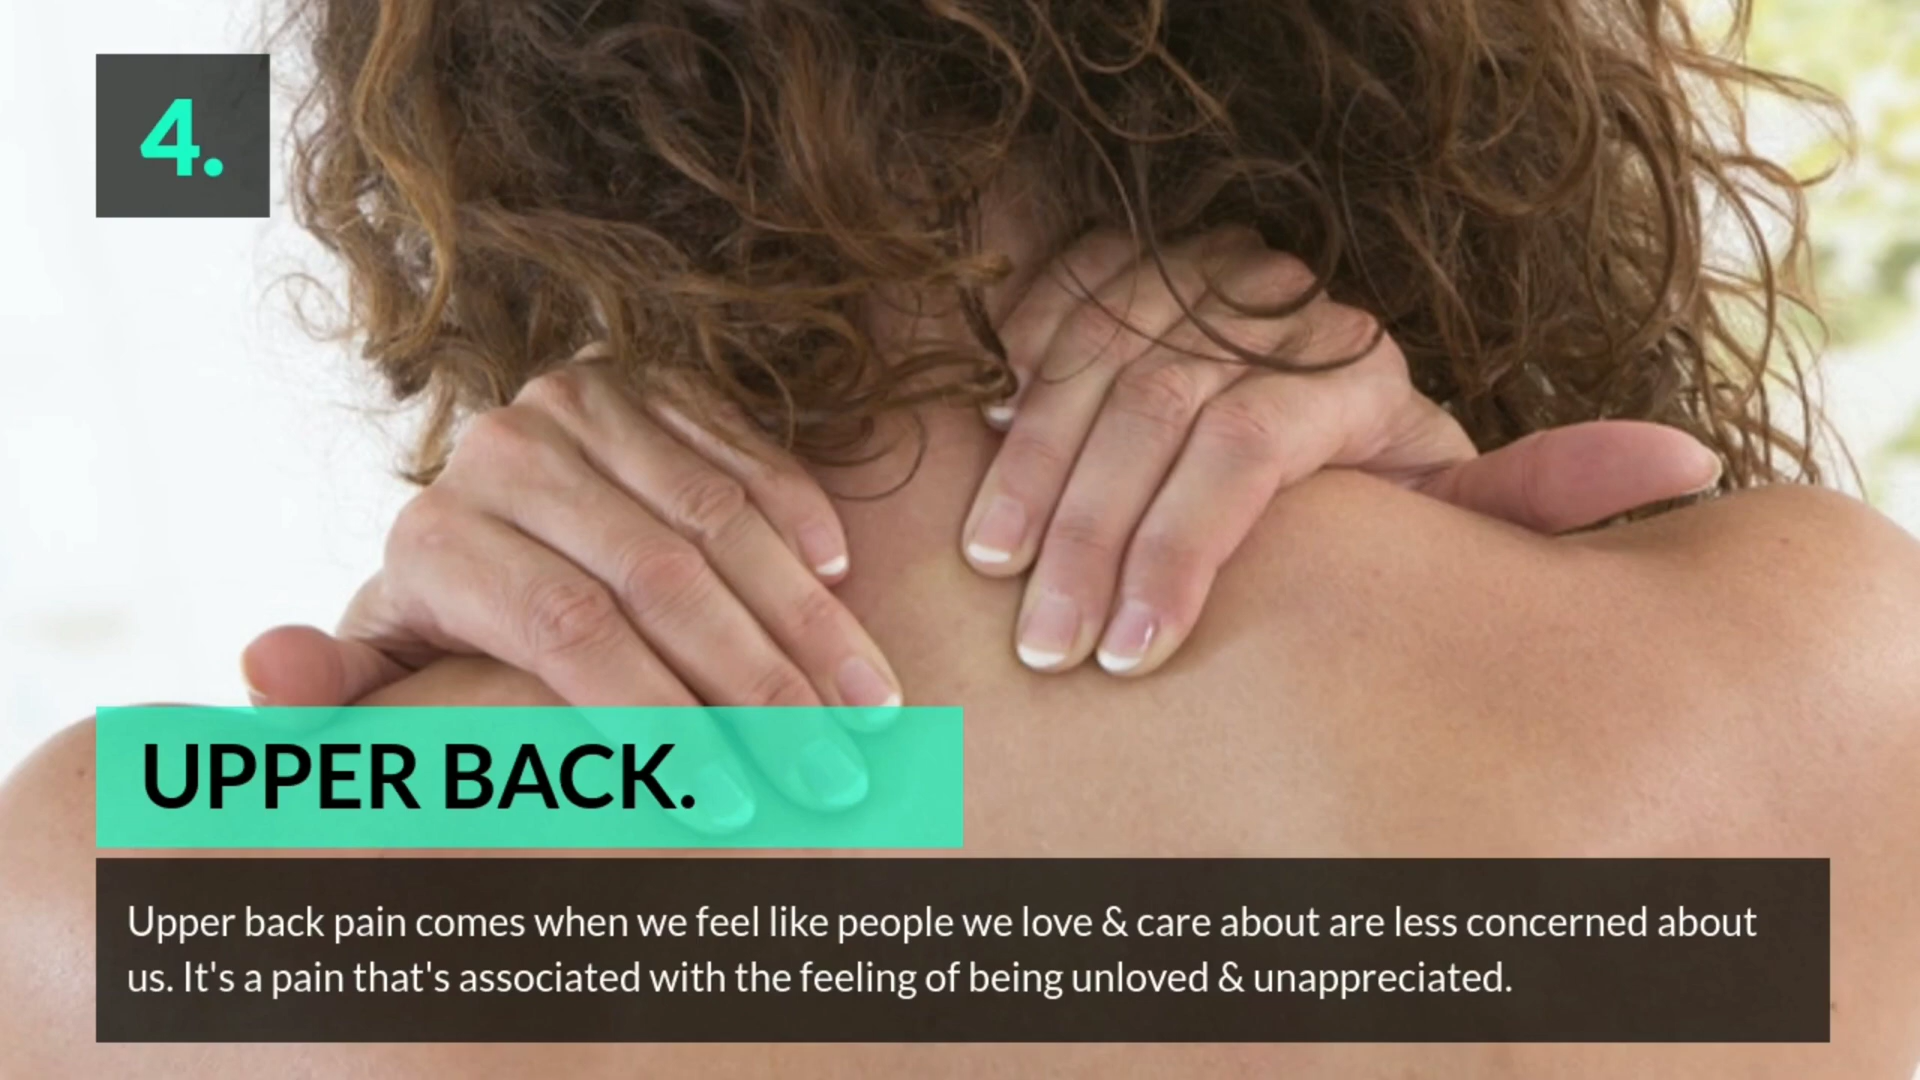 4.
UPPER BACK.
Upper back pain comes when we feel like people we love & care about are less concerned about
us. It's a pain that's associated with the feeling of being unloved & unappreciated.